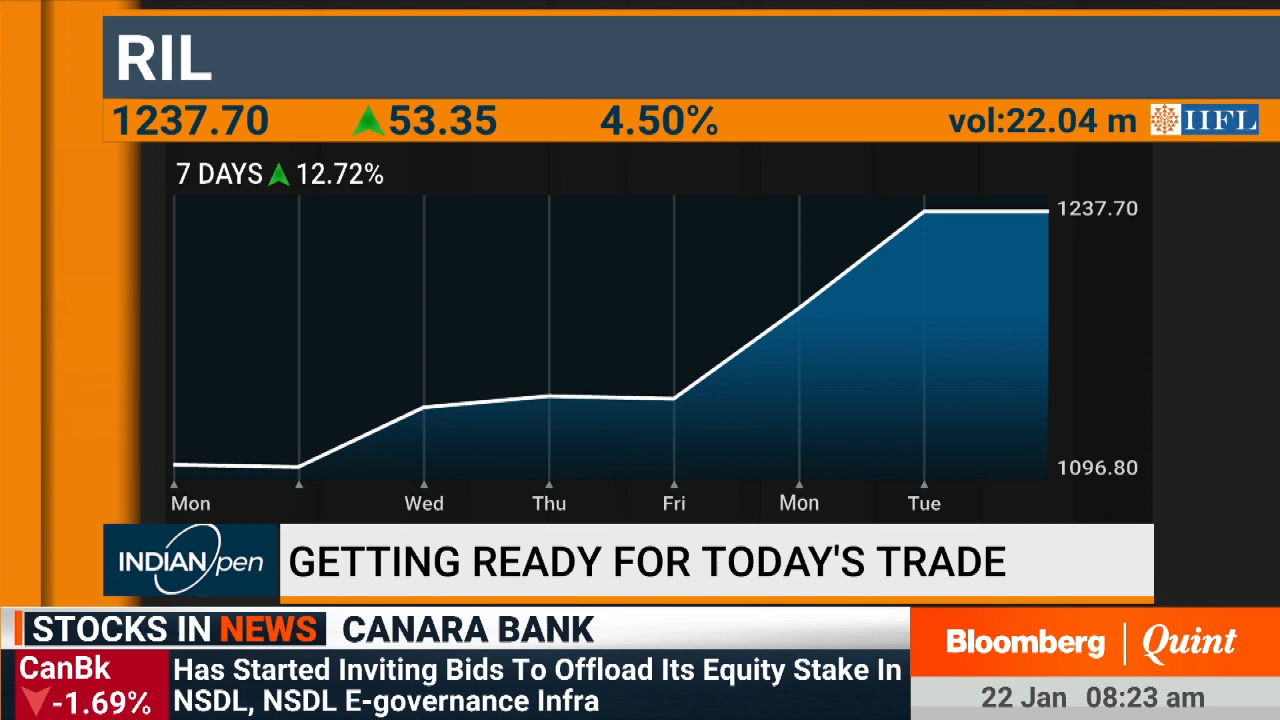 RIL
1237.70 53.35 4.50% vol:22.04 m IIFL
7 DAYS 12.72%
1237.70
1096.80
Mon Wed Thu Fri Mon Tue
INDIAN Open GETTING READY FOR TODAY'S TRADE
STOCKS IN NEWS CANARA BANK
CanBk
-1.69%
Has Started Inviting Bids To Offload Its Equity Stake In
NSDL, NSDL E-governance Infra
Bloomberg | Quint
22 Jan 08:23 am